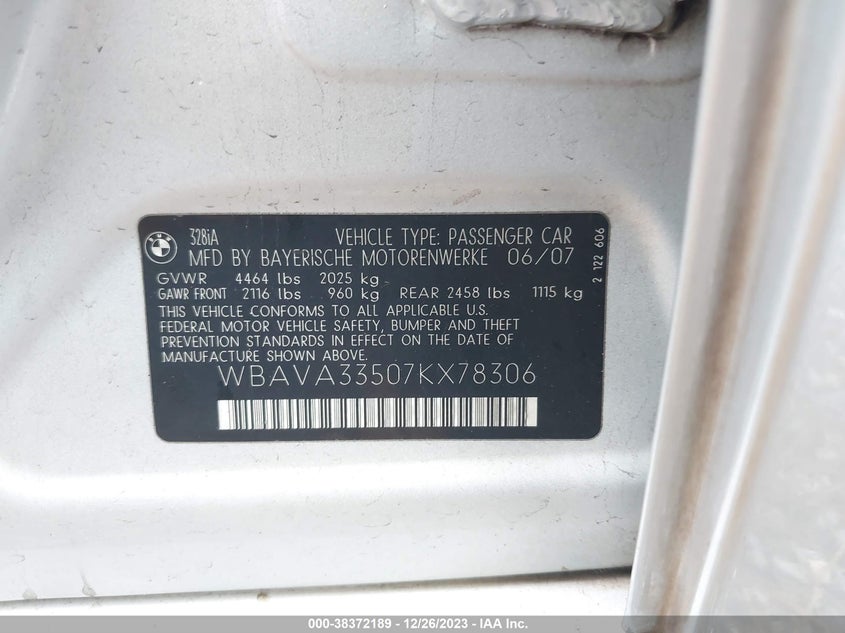 BMW
328iA VEHICLE TYPE: PASSENGER CAR
MFD BY BAYERISCHE MOTORENWERKE 06/07
GVWR 4464 lbs 2025 kg
GAWR FRONT 2116 lbs 960 kg REAR 2458 lbs 1115 kg
THIS VEHICLE CONFORMS TO ALL APPLICABLE U.S.
FEDERAL MOTOR VEHICLE SAFETY, BUMPER AND THEFT
PREVENTION STANDARDS IN EFFECT ON THE DATE OF
MANUFACTURE SHOWN ABOVE.
WBAVA33507KX78306
2 122 606
000-38372189 - 12/26/2023 - IAA Inc.